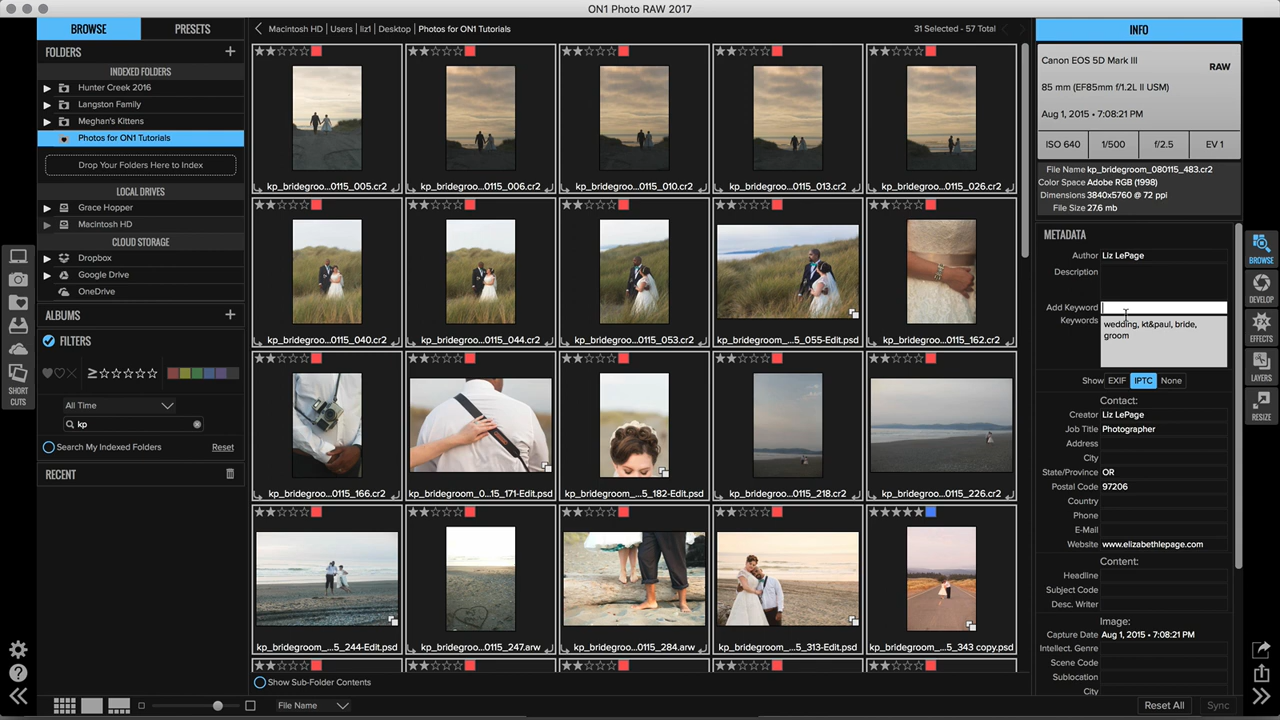 ON1 Photo RAW 2017
BROWSE
PRESETS
FOLDERS
INDEXED FOLDERS
Hunter Creek 2016
Langston Family
Meghan's Kittens
Photos for ON1 Tutorials
Drop Your Folders Here to Index
LOCAL DRIVES
Grace Hopper
Macintosh HD
CLOUD STORAGE
Dropbox
Google Drive
OneDrive
ALBUMS
FILTERS
All Time
kp
Search My Indexed Folders Reset
RECENT
SHORT
CUTS
Macintosh HD | Users | liz1 | Desktop | Photos for ON1 Tutorials
31 Selected - 57 Total
kp_bridegroo...0115_005.cr2
kp_bridegroo...0115_006.cr2
kp_bridegroo...0115_010.cr2
kp_bridegroo...0115_013.cr2
kp_bridegroo...0115_026.cr2
kp_bridegroo...0115_040.cr2
kp_bridegroo...0115_044.cr2
kp_bridegroo...0115_053.cr2
kp_bridegroom_...5_055-Edit.psd
kp_bridegroo...0115_162.cr2
kp_bridegroo...0115_166.cr2
kp_bridegroom_0...15_171-Edit.psd
kp_bridegroom_...5_182-Edit.psd
kp_bridegroo...0115_218.cr2
kp_bridegroo...0115_226.cr2
kp_bridegroom_...5_244-Edit.psd
kp_bridegroo...0115_247.arw
kp_bridegroo...0115_284.arw
kp_bridegroom_...5_313-Edit.psd
kp_bridegroom_...5_343 copy.psd
Show Sub-Folder Contents
File Name
INFO
Canon EOS 5D Mark III
RAW
85 mm (EF85mm f/1.2L II USM)
Aug 1, 2015 • 7:08:21 PM
ISO 640 1/500 f/2.5 EV 1
File Name kp_bridegroom_080115_483.cr2
Color Space Adobe RGB (1998)
Dimensions 3840x5760 @ 72 ppi
File Size 27.6 mb
METADATA
Author Liz LePage
Description
Add Keyword
Keywords wedding, kt&paul, bride,
groom
Show EXIF IPTC None
Contact:
Creator Liz LePage
Job Title Photographer
Address
City
State/Province OR
Postal Code 97206
Country
Phone
E-Mail
Website www.elizabethlepage.com
Content:
Headline
Subject Code
Desc. Writer
Image:
Capture Date Aug 1, 2015 • 7:08:21 PM
Intellect. Genre
Scene Code
Sublocation
City
Reset All Sync
BROWSE
DEVELOP
EFFECTS
LAYERS
RESIZE